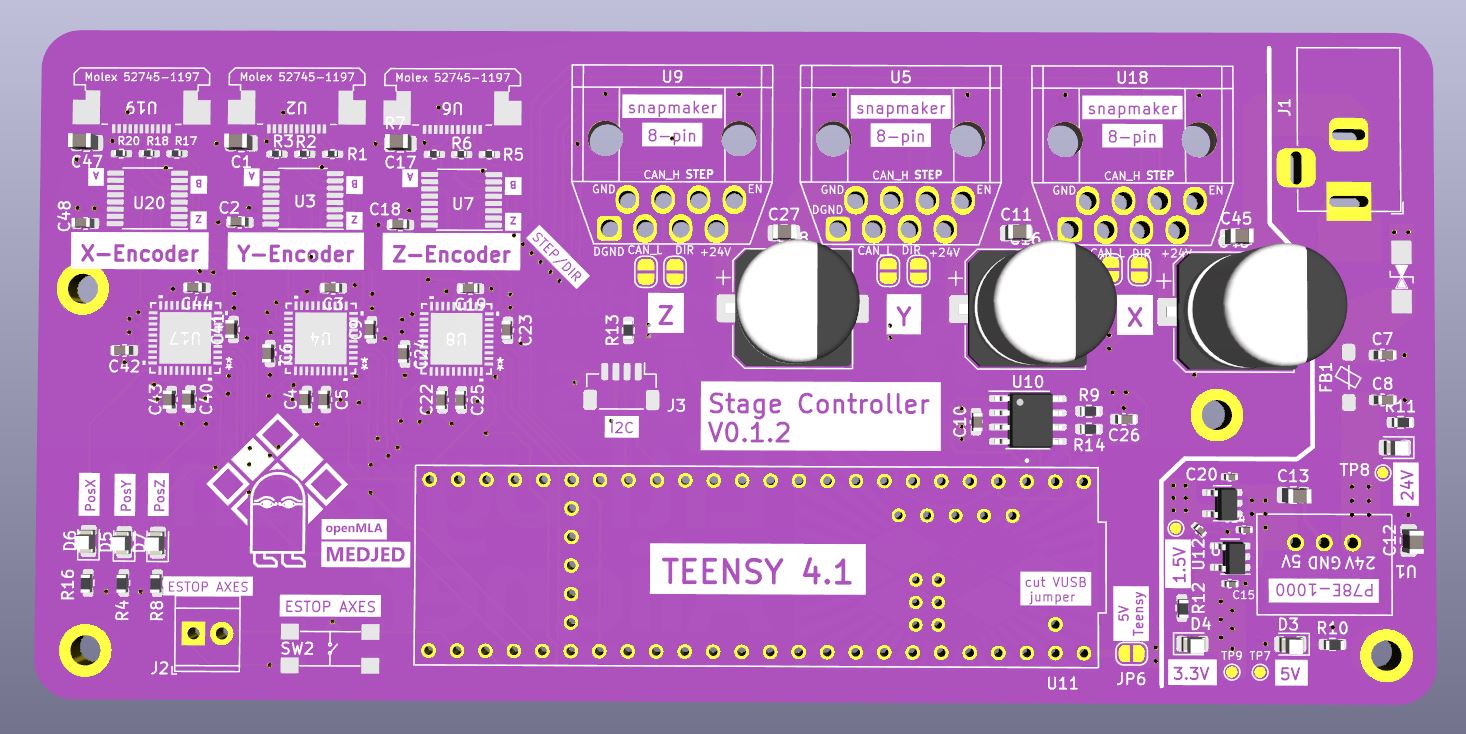 Molex 52745-1197
Molex 52745-1197
Molex 52745-1197
U19
U2
U6
R20 R18 R17
R3 R2
R1
R7
R6
R5
C47
C1
C17
A
B
Z
A
B
Z
A
B
Z
U20
U3
U7
C48
C2
C18
X-Encoder
Y-Encoder
Z-Encoder
STEP/DIR
U9
snapmaker
8-pin
CAN_H STEP
GND
EN
DGND
CAN_L
DIR
+24V
U5
snapmaker
8-pin
CAN_H STEP
GND
EN
DGND
CAN_L
DIR
+24V
U18
snapmaker
8-pin
CAN_H STEP
GND
EN
DIR
+24V
J1
C27
C11
C45
+
+
+
Z
Y
X
C44
C3
C19
U17
U4
U8
C41
C9
C23
C42
C6
C24
C43
C40
C4
C5
C22
C25
R13
J3
I2C
Stage Controller
V0.1.2
U10
R9
R14
C26
FB1
C7
C8
R11
TP8
24V
C20
C13
C12
U12
1.5V
C15
5V
GND
24V
U1
P78E-1000
R12
D4
D3
R10
3.3V
TP9
TP7
5V
PosX
PosY
PosZ
D6
D5
D7
R16
R4
R8
openMLA
MEDJED
ESTOP AXES
J2
ESTOP AXES
SW2
TEENSY 4.1
cut VUSB
jumper
5V
Teensy
U11
JP6